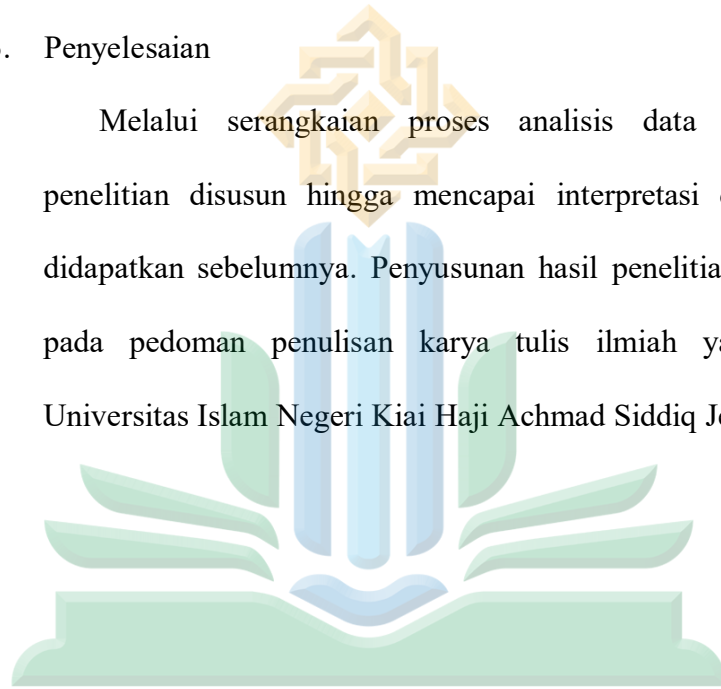 . Penyelesaian
Melalui serangkaian proses analisis data
penelitian disusun hingga mencapai interpretasi
didapatkan sebelumnya. Penyusunan hasil penelitia
pada pedoman penulisan karya tulis ilmiah ya
Universitas Islam Negeri Kiai Haji Achmad Siddiq